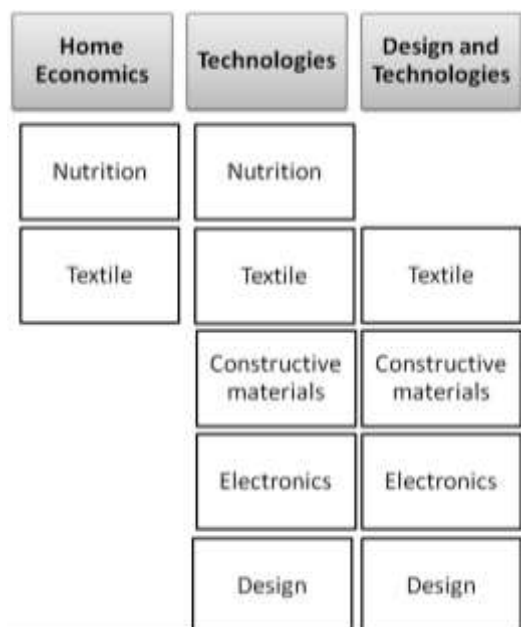 Home
Economics
Technologies
Design and
Technologies
Nutrition
Nutrition
Textile
Textile
Textile
Constructive
materials
Constructive
materials
Electronics
Electronics
Design
Design